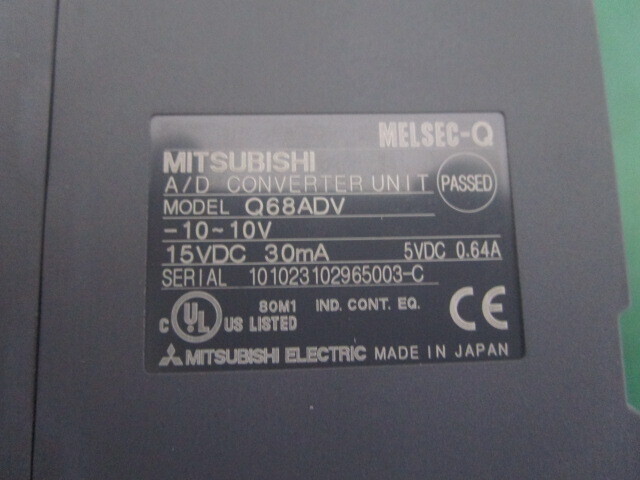 MELSEC-Q
MITSUBISHI
A/D CONVERTER UNIT
PASSED
MODEL Q68ADV
-10~10V
15VDC 30mA 5VDC 0.64A
SERIAL 101023102965003-C
C UL US LISTED
80M1 IND. CONT. EQ.
CE
MITSUBISHI ELECTRIC MADE IN JAPAN